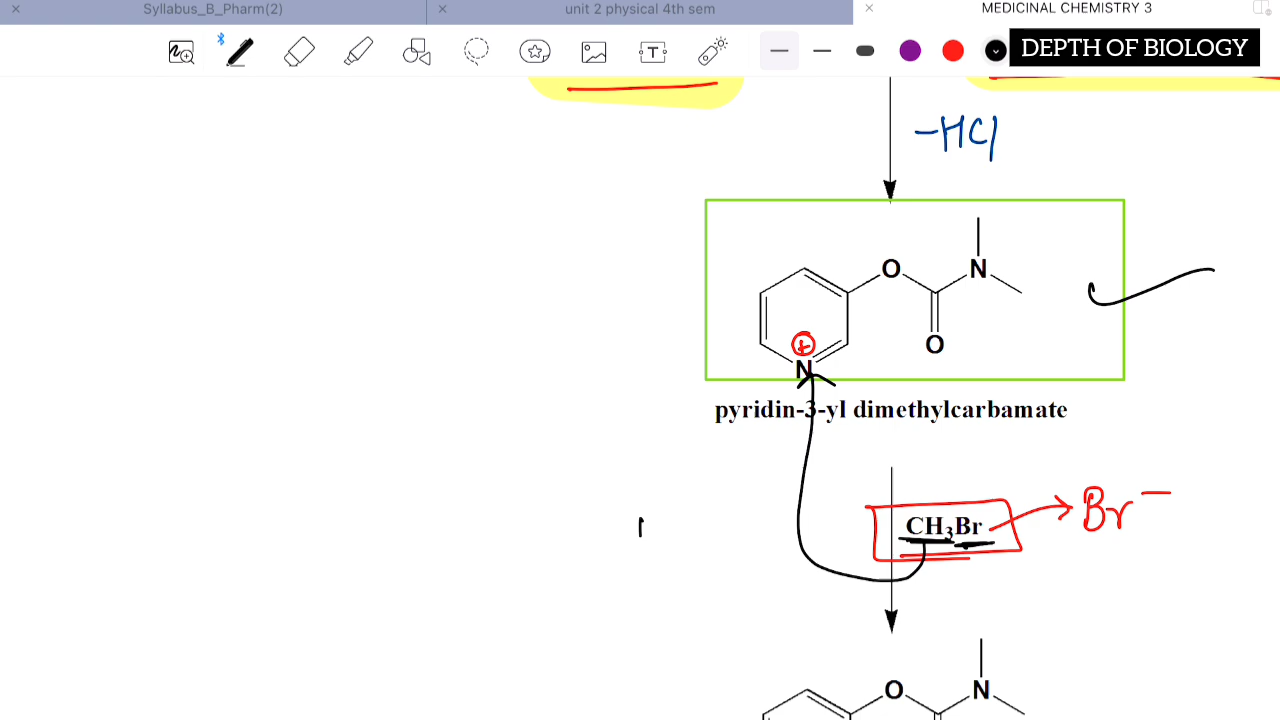 Syllabus_B_Pharm(2)
unit 2 physical 4th sem
MEDICINAL CHEMISTRY 3
T
DEPTH OF BIOLOGY
-HCl
O
N
O
+
N
pyridin-3-yl dimethylcarbamate
CH₃Br
Br⁻
O
N